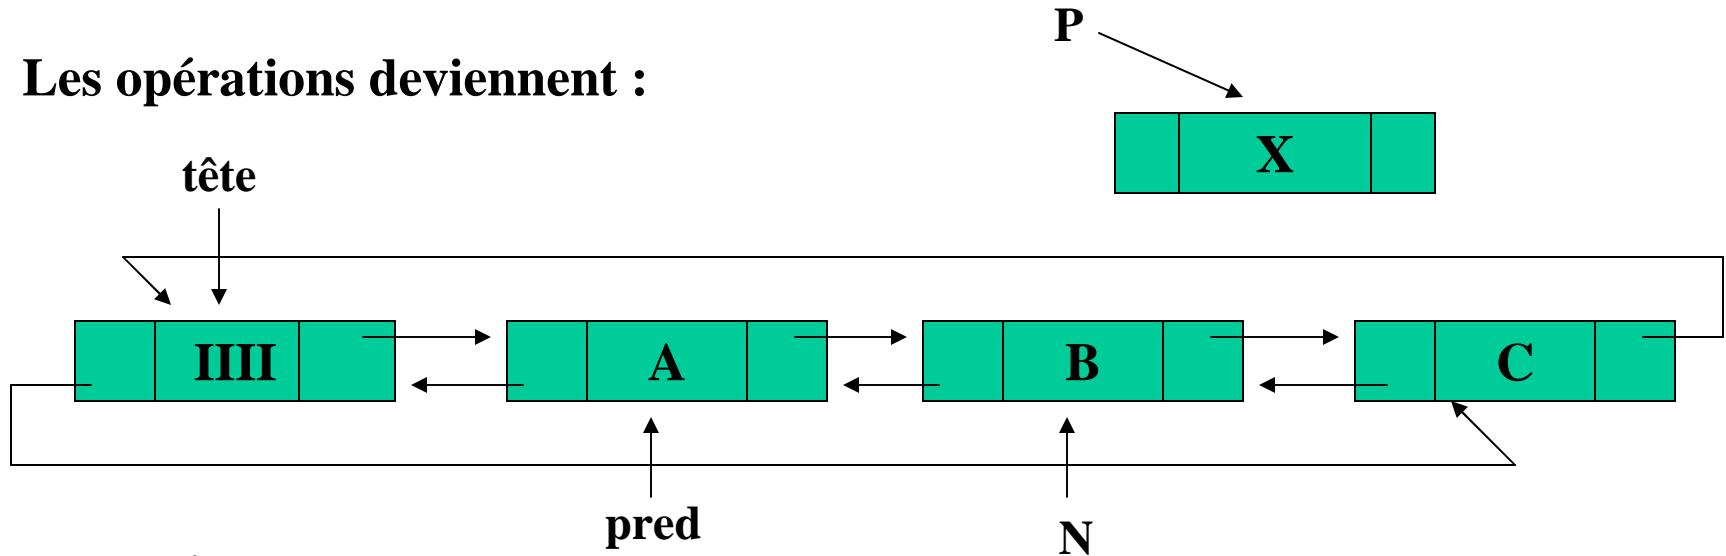 P
Les opérations deviennent :
X
tête
IIII A B C
pred N